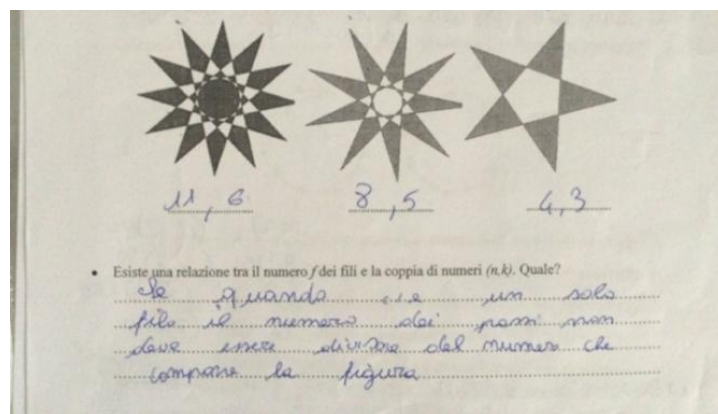 11, 6
8, 5
4, 3
• Esiste una relazione tra il numero f dei fili e la coppia di numeri (n,k). Quale?
Se quando c'è un solo
filo il numero dei passi non
deve essere divisore del numero che
compone la figura